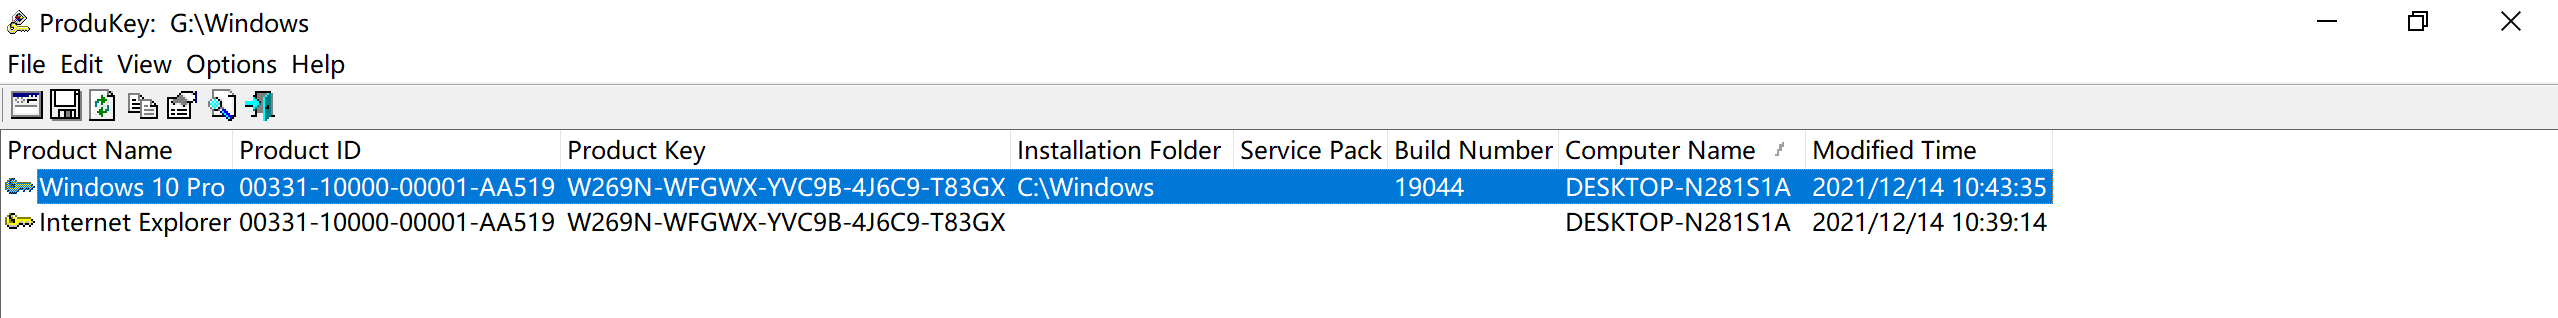 ProduKey:  G:\Windows
File Edit View Options Help
Product Name Product ID Product Key Installation Folder Service Pack Build Number Computer Name Modified Time
Windows 10 Pro 00331-10000-00001-AA519 W269N-WFGWX-YVC9B-4J6C9-T83GX C:\Windows 19044 DESKTOP-N281S1A 2021/12/14 10:43:35
Internet Explorer 00331-10000-00001-AA519 W269N-WFGWX-YVC9B-4J6C9-T83GX DESKTOP-N281S1A 2021/12/14 10:39:14